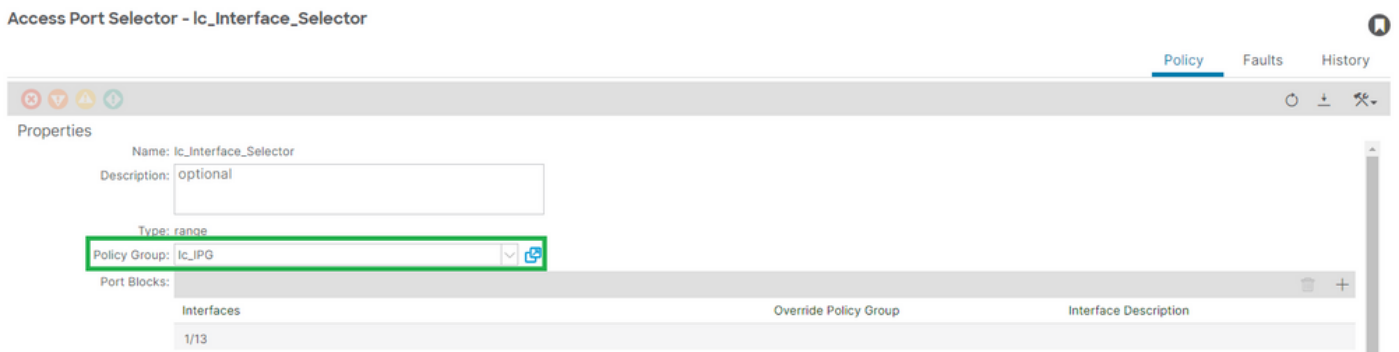 Access Port Selector - lc_Interface_Selector
Policy Faults History
Properties
Name: lc_Interface_Selector
Description: optional
Type: range
Policy Group: lc_IPG
Port Blocks:
Interfaces Override Policy Group Interface Description
1/13